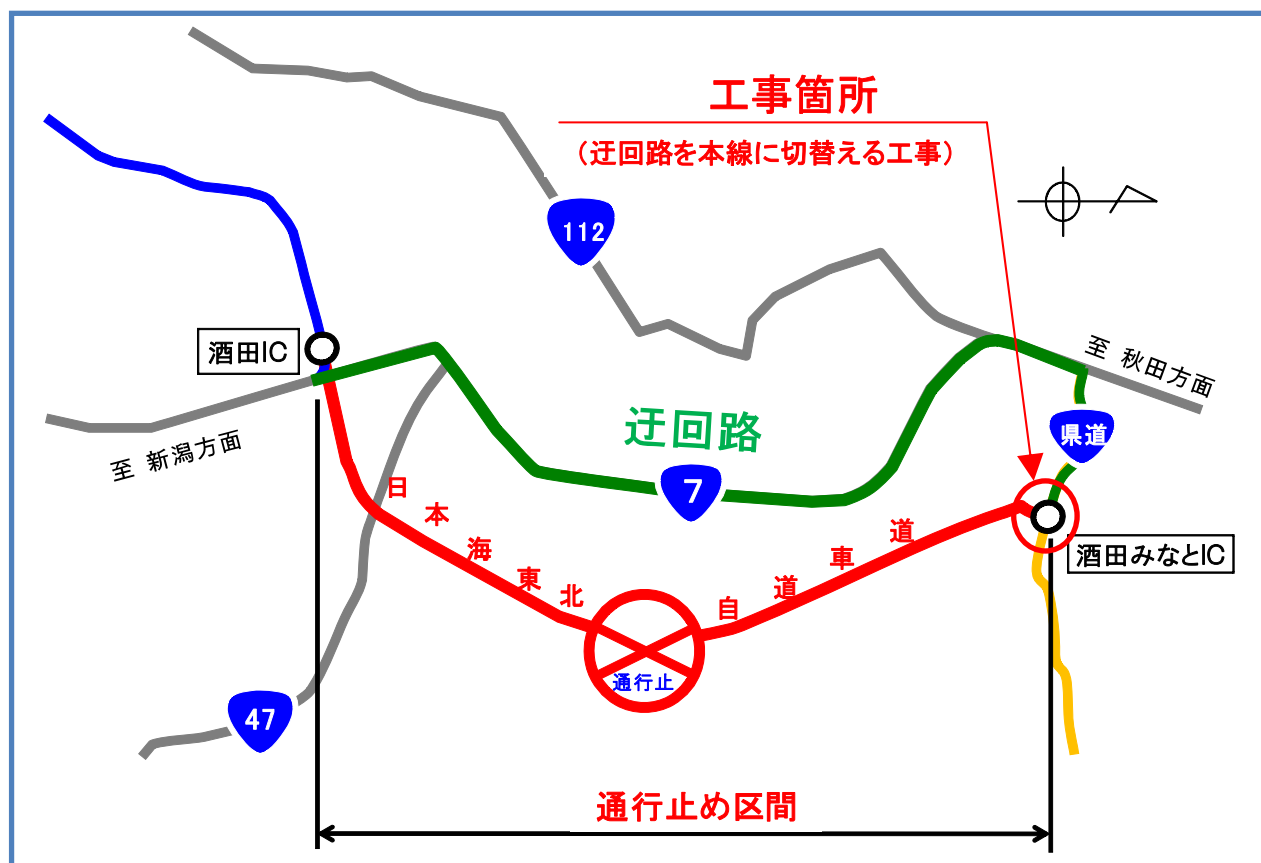 工事箇所
(迂回路を本線に切替える工事)
112
酒田IC
至 秋田方面
県道
迂回路
至 新潟方面
7
日本海東北自動車道
酒田みなとIC
通行止
47
通行止め区間